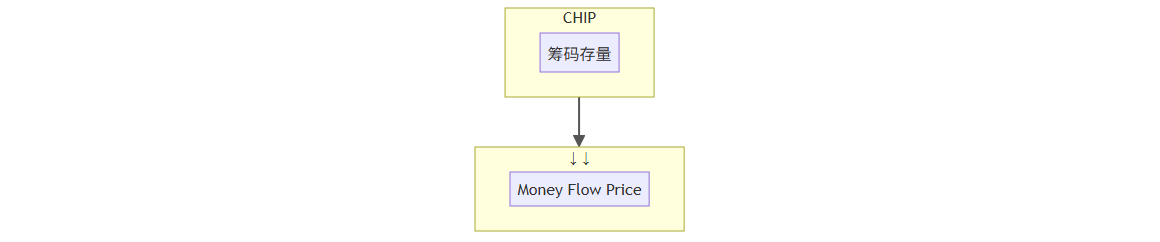 CHIP
筹码存量
↓↓
Money Flow Price